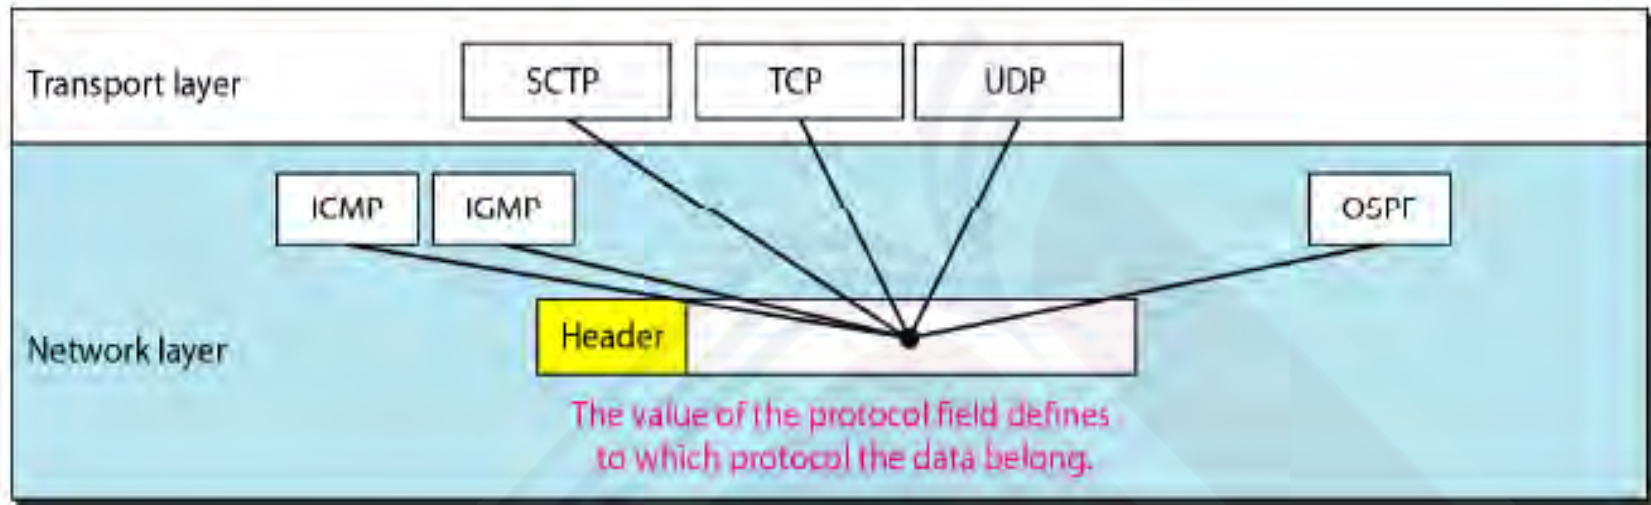 Transport layer
SCTP
TCP
UDP
ICMP
IGMP
OSPF
Network layer
Header
The value of the protocol field defines
to which protocol the data belong.